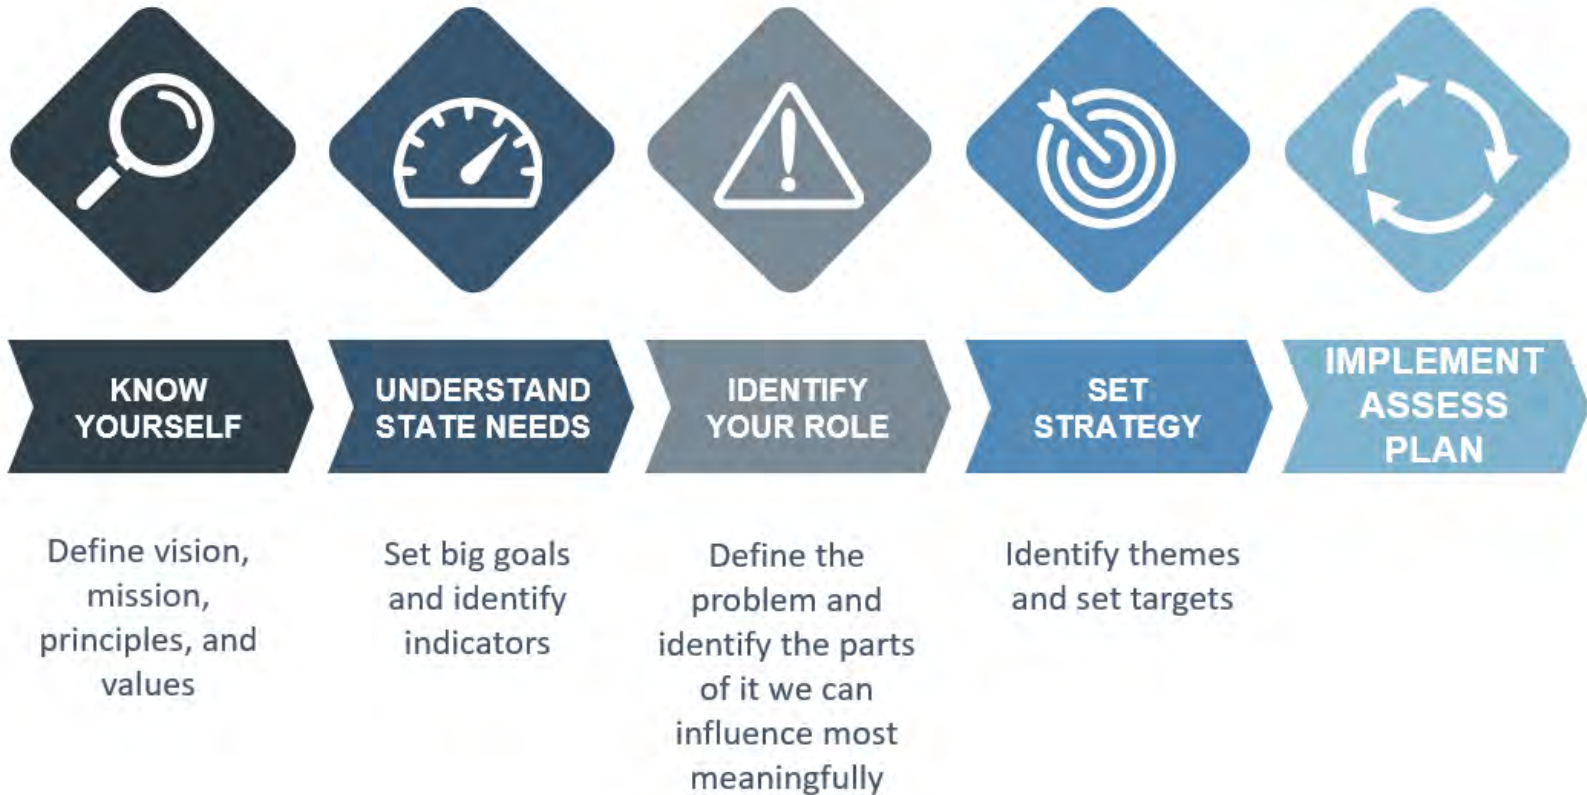 KNOW
YOURSELF
UNDERSTAND
STATE NEEDS
IDENTIFY
YOUR ROLE
SET
STRATEGY
IMPLEMENT
ASSESS
PLAN
Define vision,
mission,
principles, and
values
Set big goals
and identify
indicators
Define the
problem and
identify the parts
of it we can
influence most
meaningfully
Identify themes
and set targets